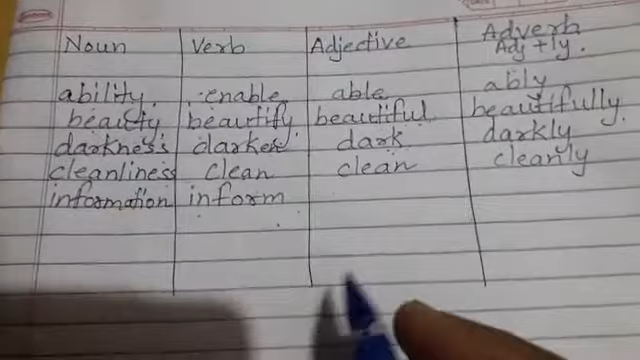 Noun Verb Adjective Adverb
Adj + ly.
ability. enable able ably
beauty beautify beautiful beautifully.
darkness darken dark darkly
cleanliness clean clean cleanly
information inform